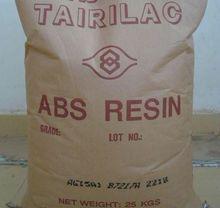 TAIRILAC
ABS RESIN
GRADE: LOT NO.:
NET WEIGHT: 25 KGS